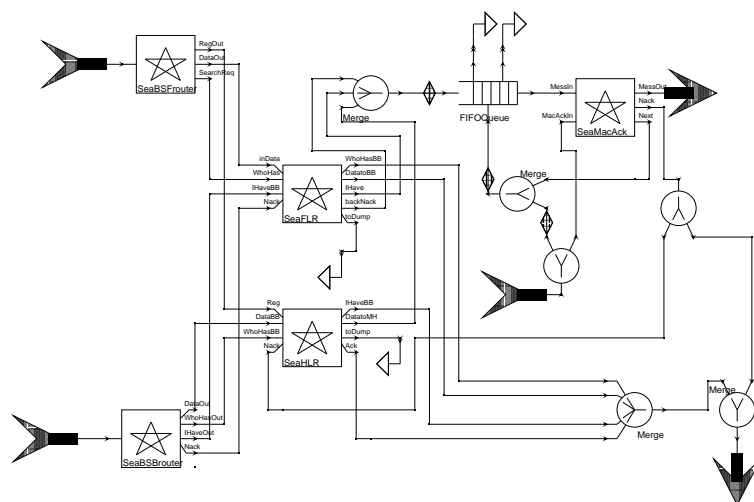 RegOut
DataOut
SearchReq
SeaBSFrouter
Merge
FIFOQueue
MessIn
MacAckIn
SeaMacAck
MessOut
Nack
Next
inData
WhoHas
IHaveBB
Nack
SeaFLR
WhoHasBB
DatatoBB
IHave
backNack
toDump
Merge
Reg
DataBB
WhoHasBB
Nack
SeaHLR
IHaveBB
DatatoMH
toDump
Ack
DataOut
WhoHasOut
IHaveOut
Nack
SeaBSBrouter
Merge
Merge